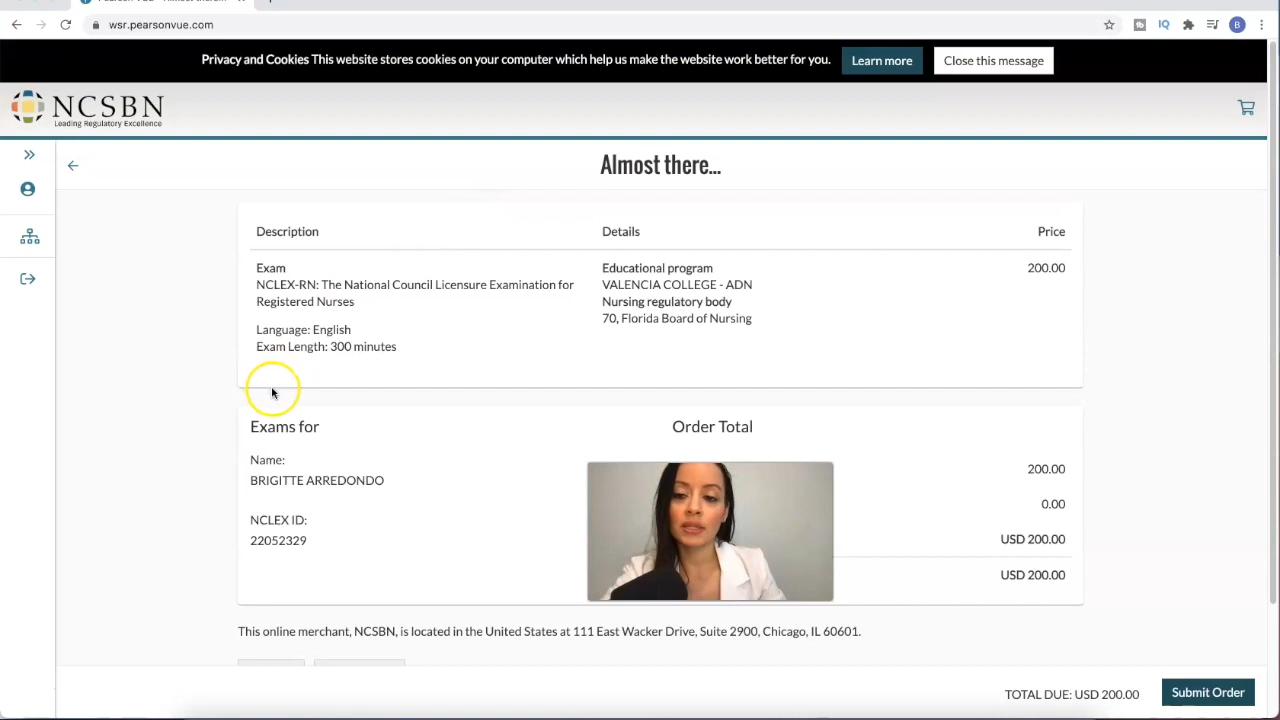 wsr.pearsonvue.com
B
Privacy and Cookies This website stores cookies on your computer which help us make the website work better for you.
Learn more
Close this message
NCSBN
Leading Regulatory Excellence
Almost there...
Description
Details
Price
Exam
Educational program
200.00
NCLEX-RN: The National Council Licensure Examination for
VALENCIA COLLEGE - ADN
Registered Nurses
Nursing regulatory body
70, Florida Board of Nursing
Language: English
Exam Length: 300 minutes
Exams for
Order Total
Name:
200.00
BRIGITTE ARREDONDO
0.00
NCLEX ID:
22052329
USD 200.00
USD 200.00
This online merchant, NCSBN, is located in the United States at 111 East Wacker Drive, Suite 2900, Chicago, IL 60601.
TOTAL DUE: USD 200.00
Submit Order